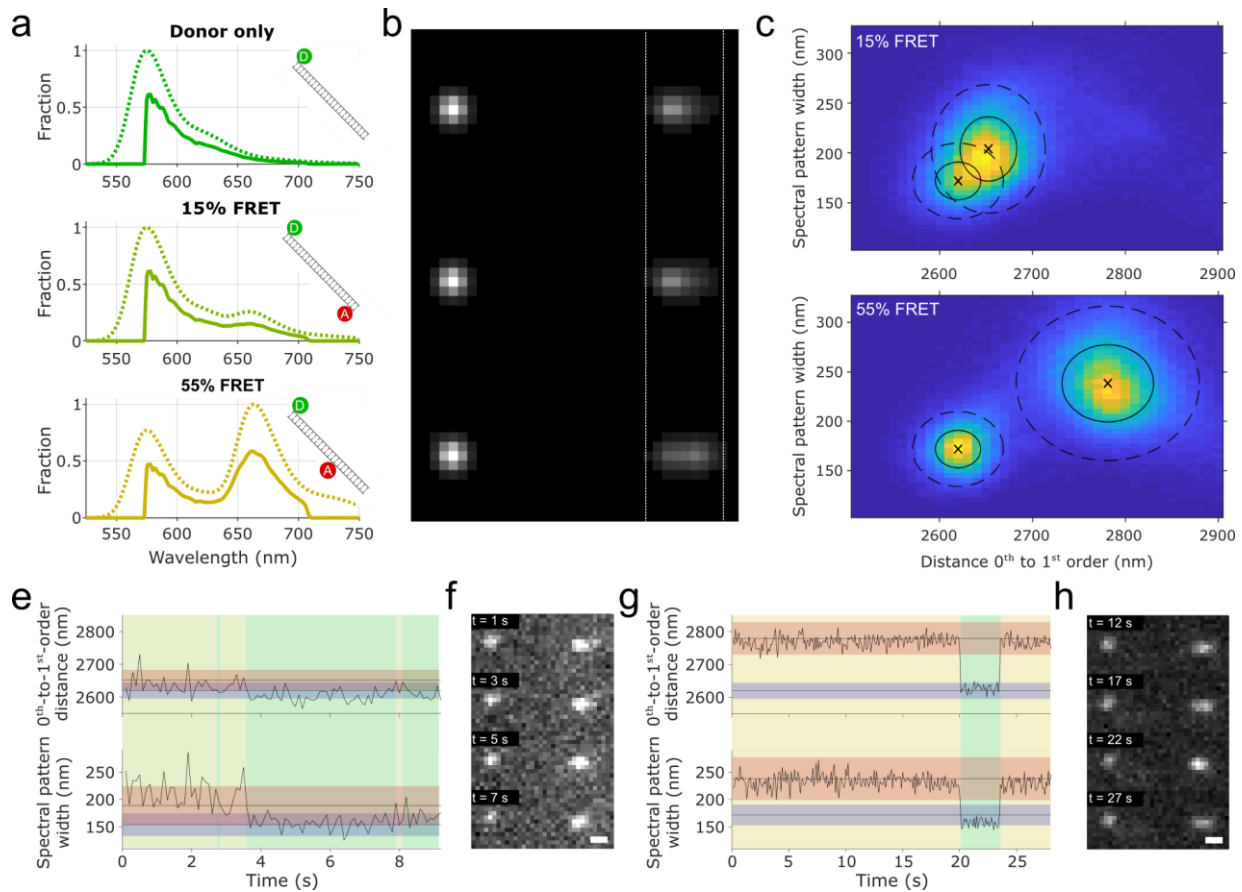 a
Donor only
D
1
0.5
0
Fraction
550 600 650 700 750
15% FRET
D
A
1
0.5
0
Fraction
550 600 650 700 750
55% FRET
D
A
1
0.5
0
Fraction
550 600 650 700 750
Wavelength (nm)
b
c
15% FRET
300
250
200
150
Spectral pattern width (nm)
2600 2700 2800 2900
55% FRET
300
250
200
150
Spectral pattern width (nm)
2600 2700 2800 2900
Distance 0th to 1st order (nm)
e
0th-to-1st-order
distance (nm)
2800
2700
2600
Spectral pattern
width (nm)
250
200
150
0 2 4 6 8
Time (s)
f
t = 1 s
t = 3 s
t = 5 s
t = 7 s
g
0th-to-1st-order
distance (nm)
2800
2700
2600
Spectral pattern
width (nm)
250
200
150
0 5 10 15 20 25
Time (s)
h
t = 12 s
t = 17 s
t = 22 s
t = 27 s